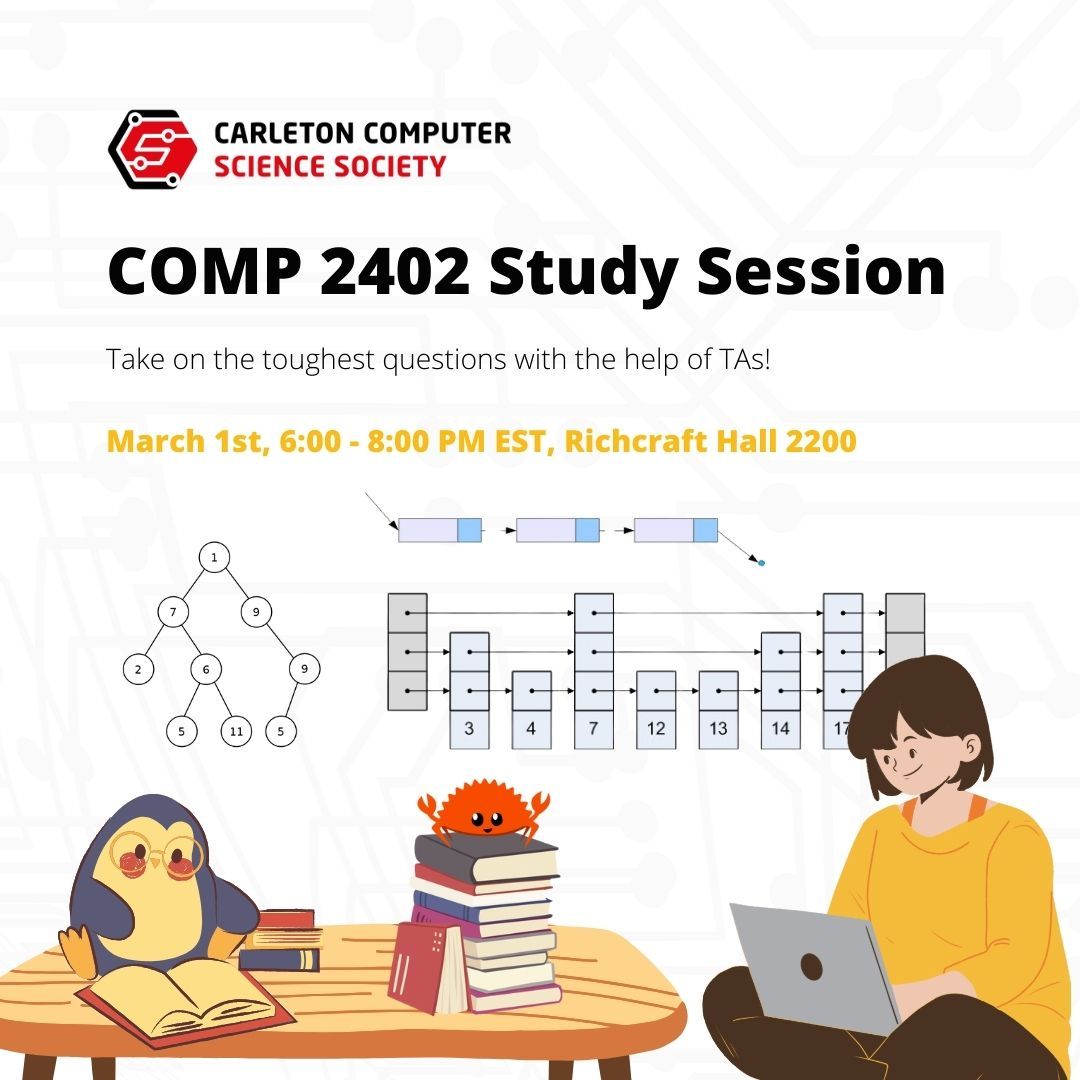 CARLETON COMPUTER
SCIENCE SOCIETY
COMP 2402 Study Session
Take on the toughest questions with the help of TAs!
March 1st, 6:00 - 8:00 PM EST, Richcraft Hall 2200
1
7 9
2 6 9
5 11 5
3 4 7 12 13 14 17